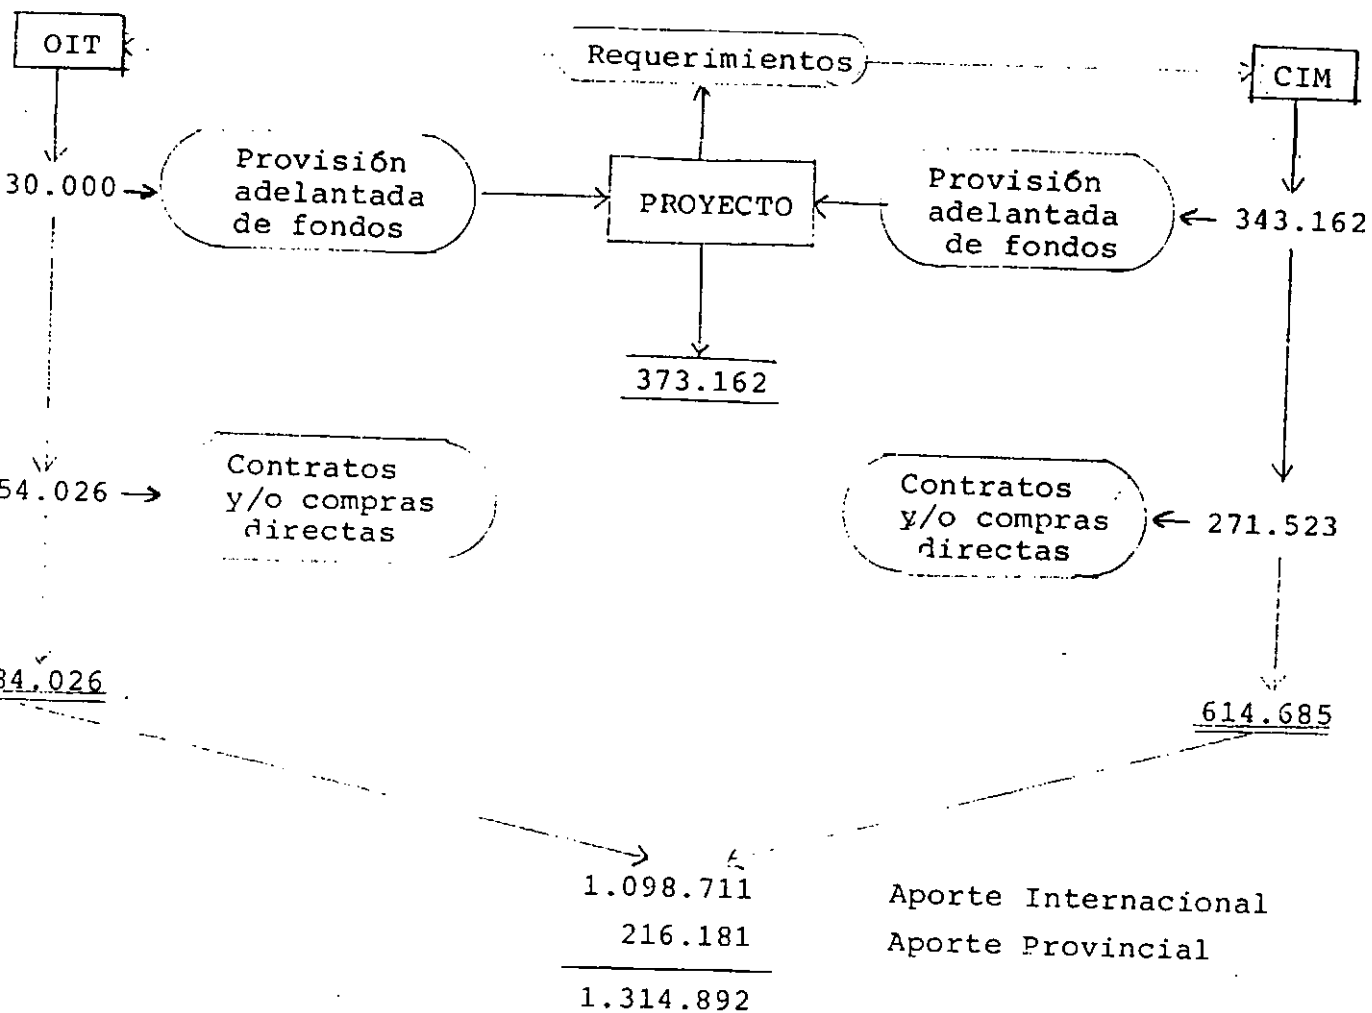 OIT
Requerimientos
CIM
Provisión
adelantada
de fondos
30.000
PROYECTO
Provisión
adelantada
de fondos
343.162
373.162
Contratos
y/o compras
directas
54.026
Contratos
y/o compras
directas
271.523
84.026
614.685
1.098.711 Aporte Internacional
216.181 Aporte Provincial
1.314.892